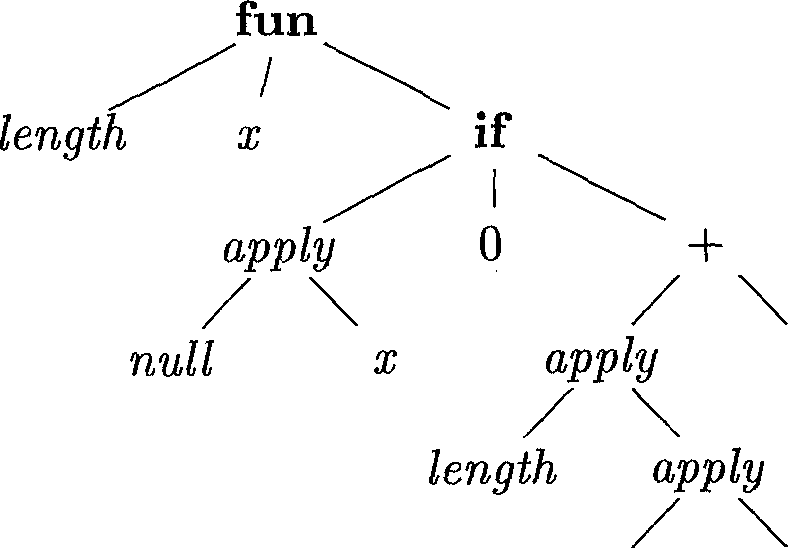 fun
length x if
apply 0 +
null x apply
length apply